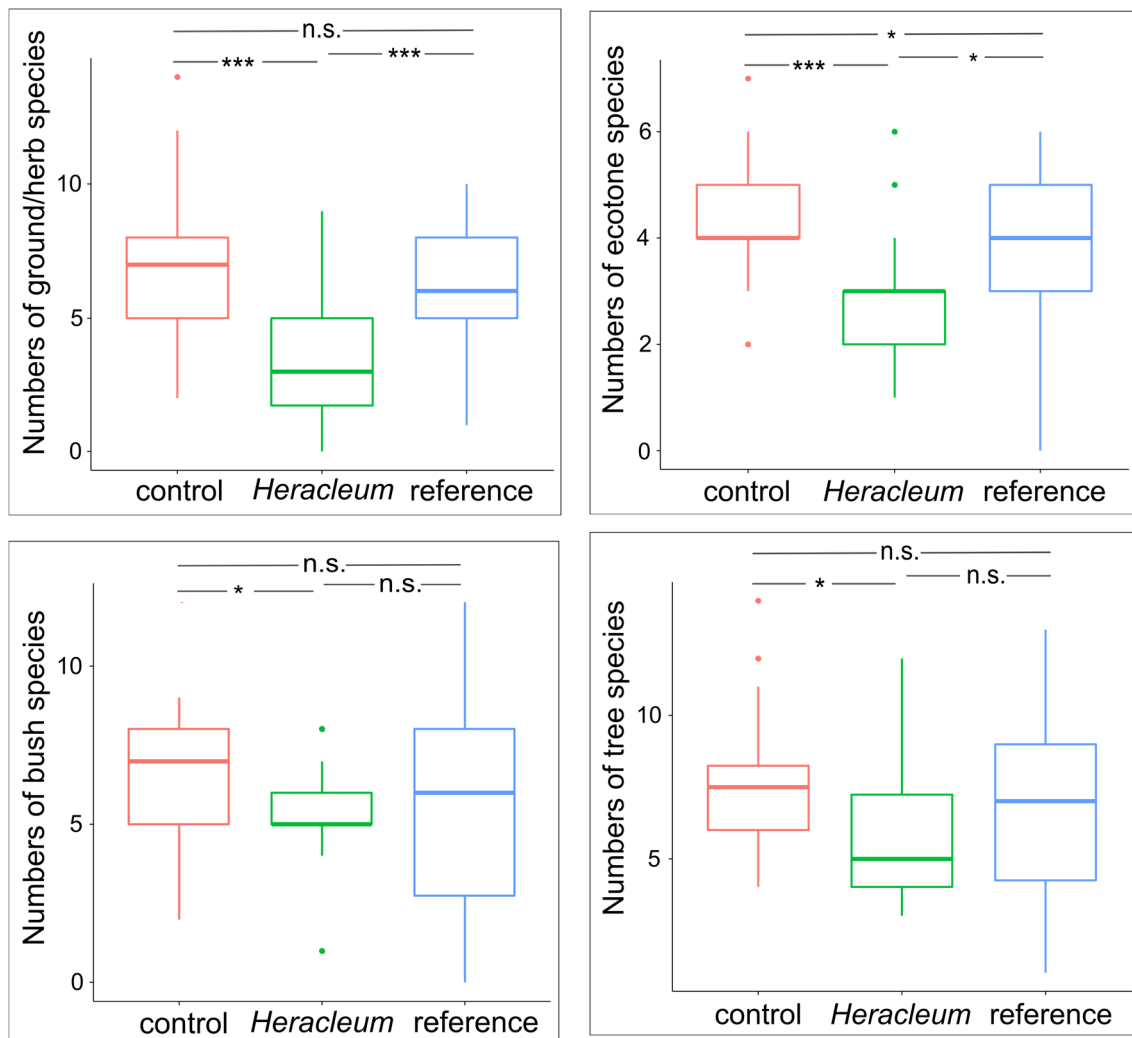 n.s.
*** ***
Numbers of ground/herb species
10
5
0
control Heracleum reference
*
*** *
Numbers of ecotone species
6
4
2
0
control Heracleum reference
n.s.
* n.s.
Numbers of bush species
10
5
0
control Heracleum reference
n.s.
* n.s.
Numbers of tree species
10
5
control Heracleum reference